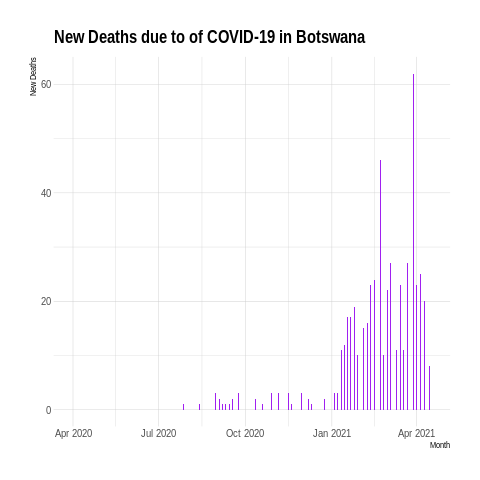 New Deaths due to of COVID-19 in Botswana
New Deaths
60
40
20
0
Apr 2020 Jul 2020 Oct 2020 Jan 2021 Apr 2021
Month